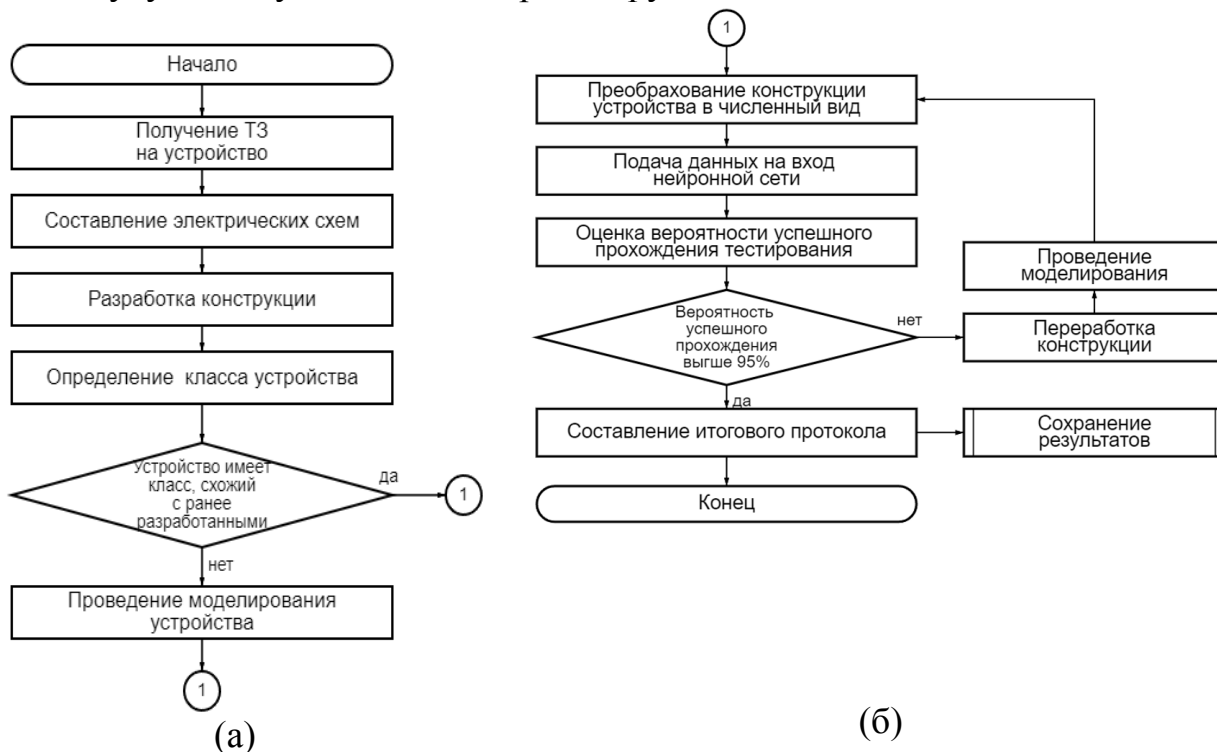 Начало
Получение ТЗ
на устройство
Составление электрических схем
Разработка конструкции
Определение класса устройства
Устройство имеет
класс, схожий
с ранее
разработанными
да
1
нет
Проведение моделирования
устройства
1
(а)
1
Преобрахование конструкции
устройства в численный вид
Подача данных на вход
нейронной сети
Оценка вероятности успешного
прохождения тестирования
Вероятность
успешного
прохождения
выгше 95%
нет
Проведение
моделирования
Переработка
конструкции
да
Составление итогового протокола
Сохранение
результатов
Конец
(б)